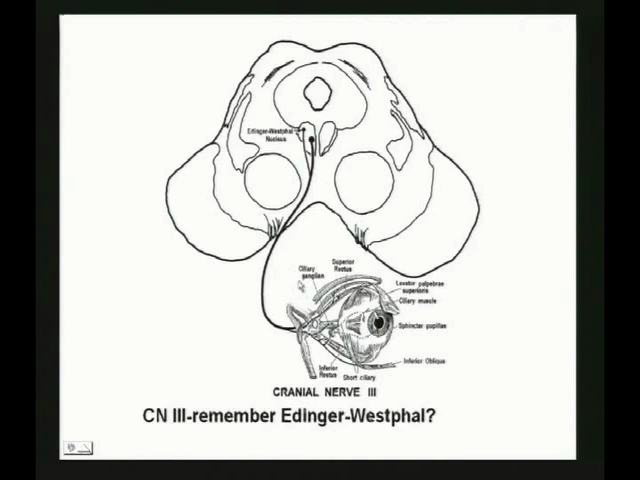 Edinger-Westphal
Nucleus
Superior
Rectus
Ciliary
ganglion
Levator palpebrae
superioris
Ciliary muscle
Sphincter pupillae
Inferior Oblique
Inferior
Rectus
Short ciliary
CRANIAL NERVE III
CN III-remember Edinger-Westphal?